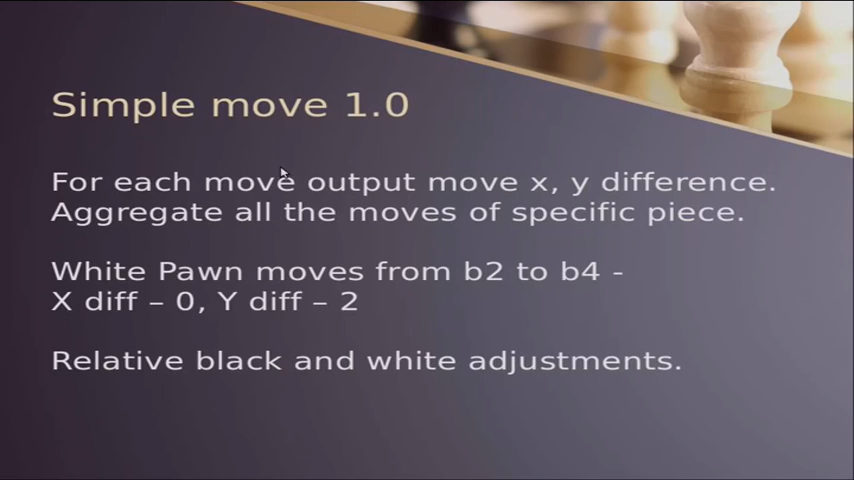 Simple move 1.0
For each move output move x, y difference.
Aggregate all the moves of specific piece.
White Pawn moves from b2 to b4 -
X diff – 0, Y diff – 2
Relative black and white adjustments.